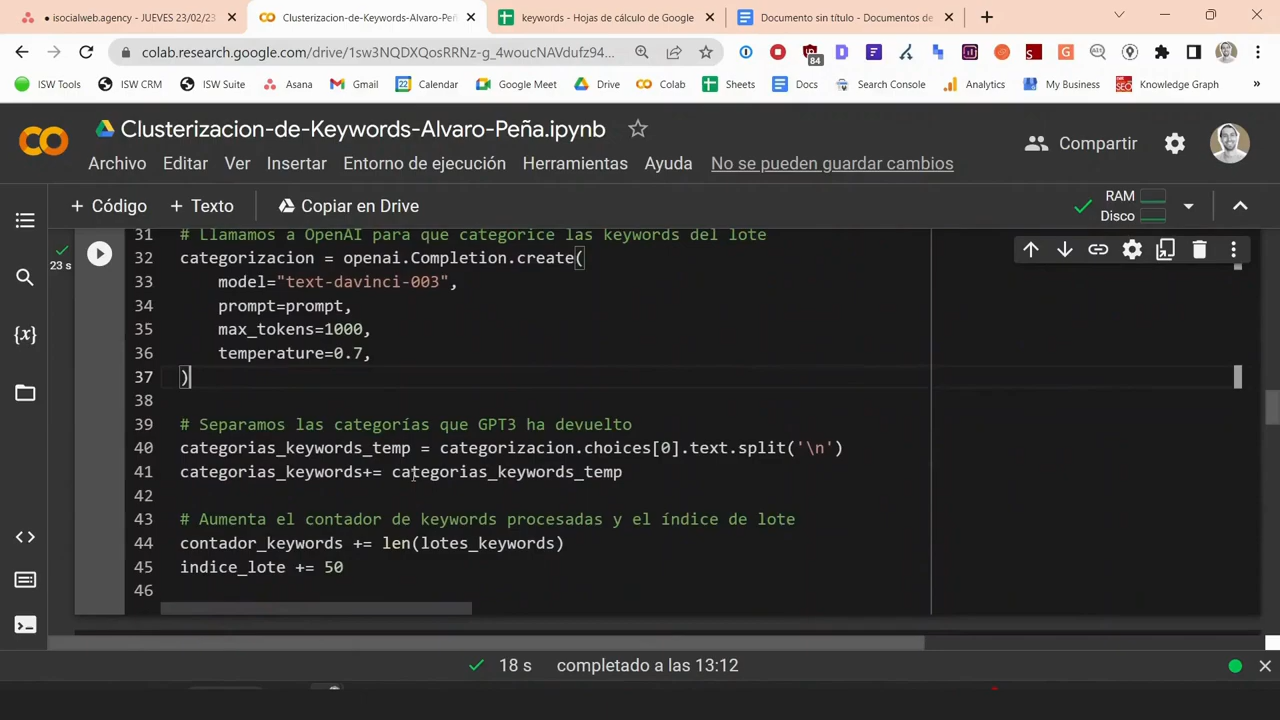 isocialweb.agency - JUEVES 23/02/23
Clusterizacion-de-Keywords-Alvaro-Peñ
keywords - Hojas de cálculo de Google
Documento sin título - Documentos de
colab.research.google.com/drive/1sw3NQDXQosRRNz-g_4woucNAVdufz94...
84
ISW Tools
ISW CRM
ISW Suite
Asana
Gmail
Calendar
Google Meet
Drive
Colab
Sheets
Docs
Search Console
Analytics
My Business
Knowledge Graph
Clusterizacion-de-Keywords-Alvaro-Peña.ipynb
Archivo Editar Ver Insertar Entorno de ejecución Herramientas Ayuda No se pueden guardar cambios
Compartir
+ Código + Texto Copiar en Drive
RAM
Disco
23 s
31 # Llamamos a OpenAI para que categorice las keywords del lote
32 categorizacion = openai.Completion.create(
33 model="text-davinci-003",
34 prompt=prompt,
35 max_tokens=1000,
36 temperature=0.7,
37 )
38
39 # Separamos las categorías que GPT3 ha devuelto
40 categorias_keywords_temp = categorizacion.choices[0].text.split('\n')
41 categorias_keywords+= categorias_keywords_temp
42
43 # Aumenta el contador de keywords procesadas y el índice de lote
44 contador_keywords += len(lotes_keywords)
45 indice_lote += 50
46
18 s completado a las 13:12